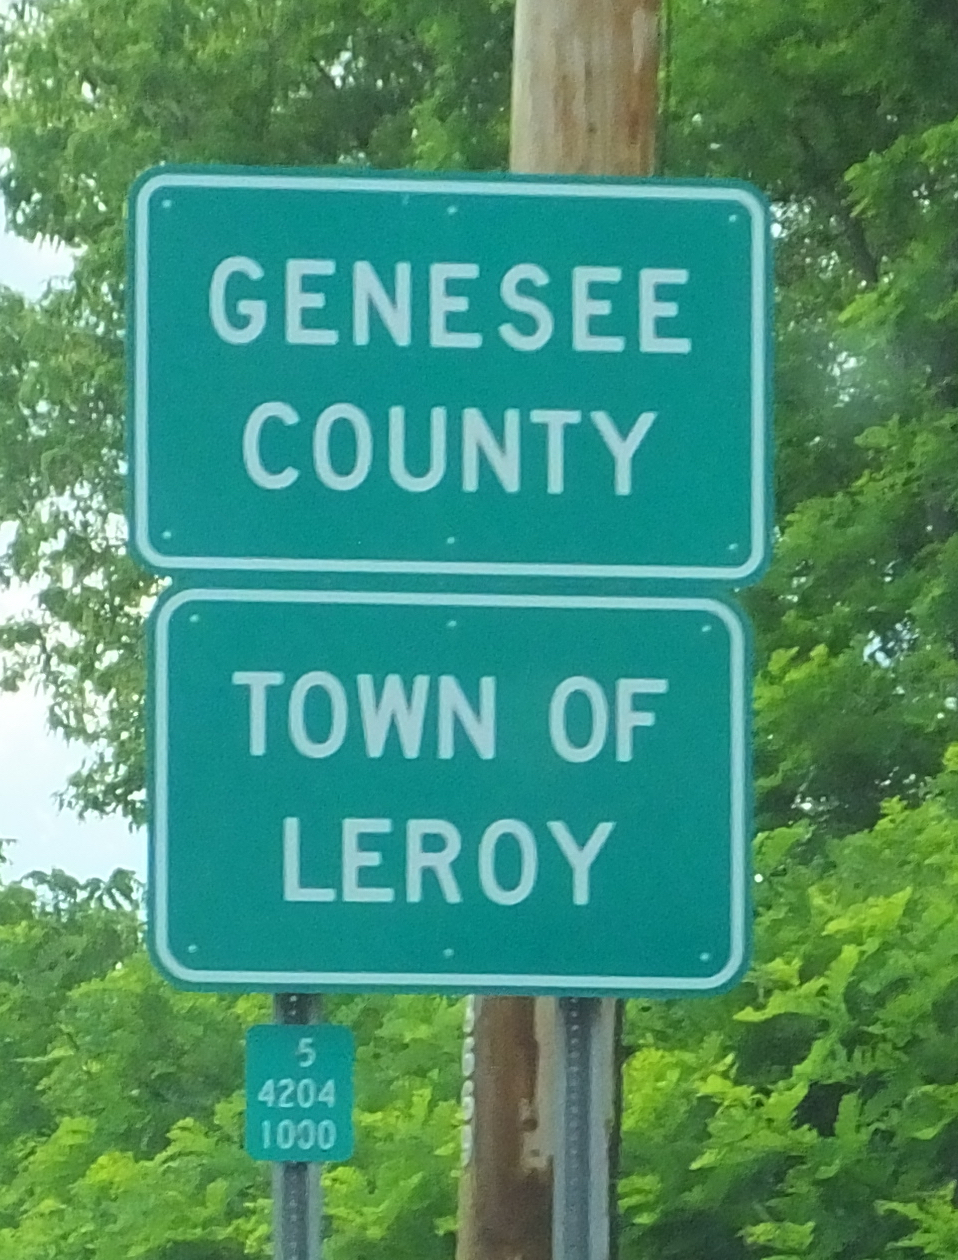 GENESEE
COUNTY
TOWN OF
LEROY
5
4204
1000